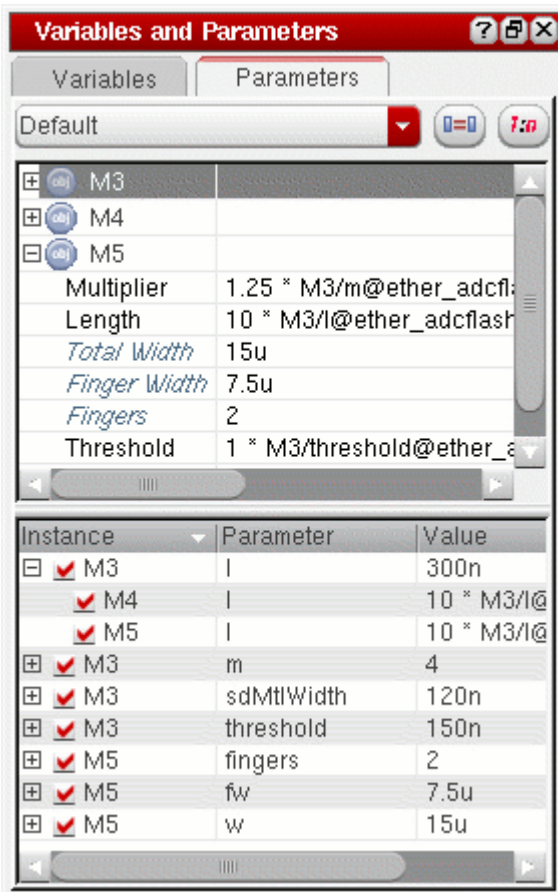 Variables and Parameters
Variables Parameters
Default
M3
M4
M5
Multiplier 1.25 * M3/m@ether_adcfl
Length 10 * M3/l@ether_adcflash
Total Width 15u
Finger Width 7.5u
Fingers 2
Threshold 1 * M3/threshold@ether_a
Instance Parameter Value
M3 l 300n
M4 l 10 * M3/l@
M5 l 10 * M3/l@
M3 m 4
M3 sdMtlWidth 120n
M3 threshold 150n
M5 fingers 2
M5 fw 7.5u
M5 w 15u